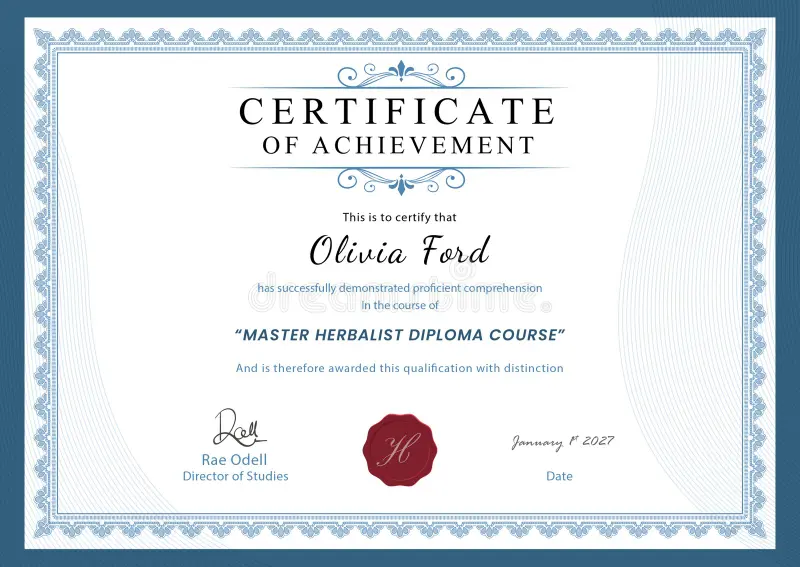 CERTIFICATE
OF ACHIEVEMENT
This is to certify that
Olivia Ford
has successfully demonstrated proficient comprehension
In the course of
“MASTER HERBALIST DIPLOMA COURSE”
And is therefore awarded this qualification with distinction
Rae Odell
Director of Studies
H
January 1st 2027
Date
dreamstime.